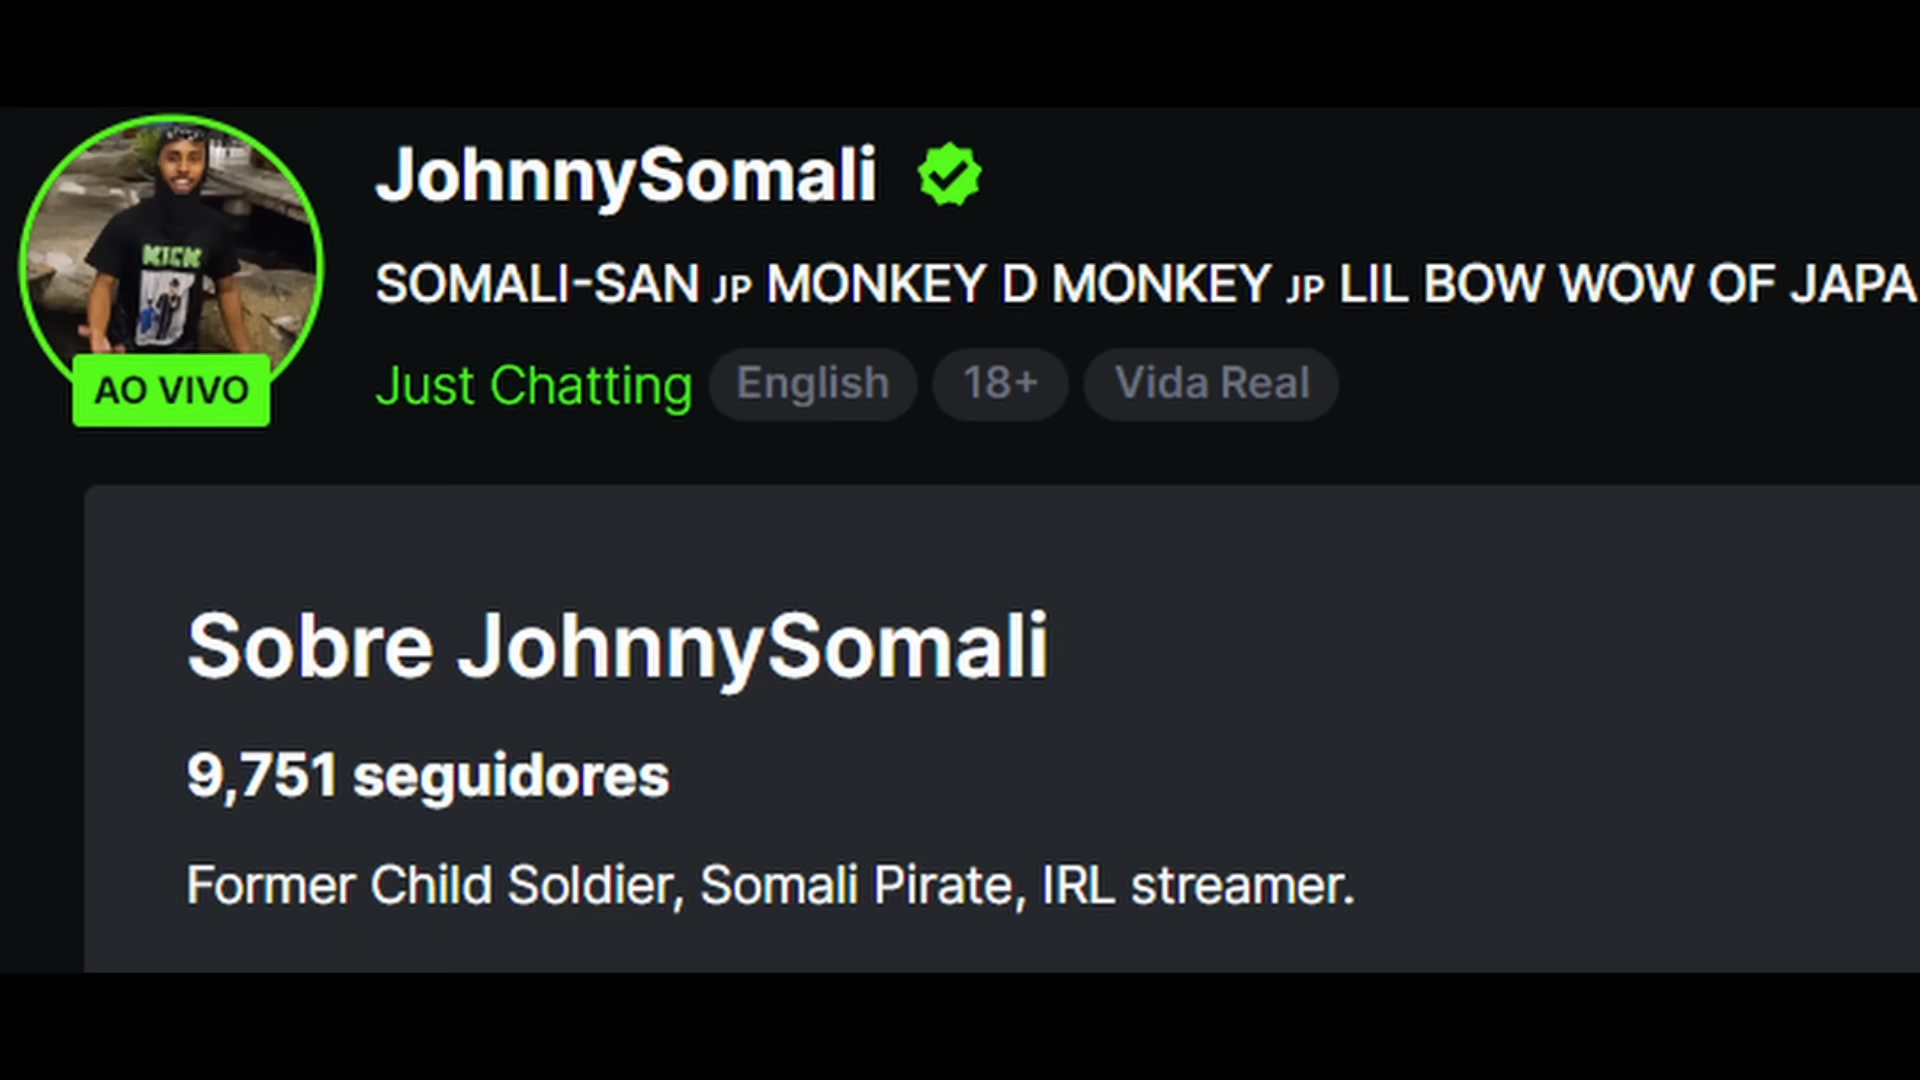 JohnnySomali
SOMALI-SAN JP MONKEY D MONKEY JP LIL BOW WOW OF JAPA
KICK
AO VIVO
Just Chatting English 18+ Vida Real
Sobre JohnnySomali
9,751 seguidores
Former Child Soldier, Somali Pirate, IRL streamer.